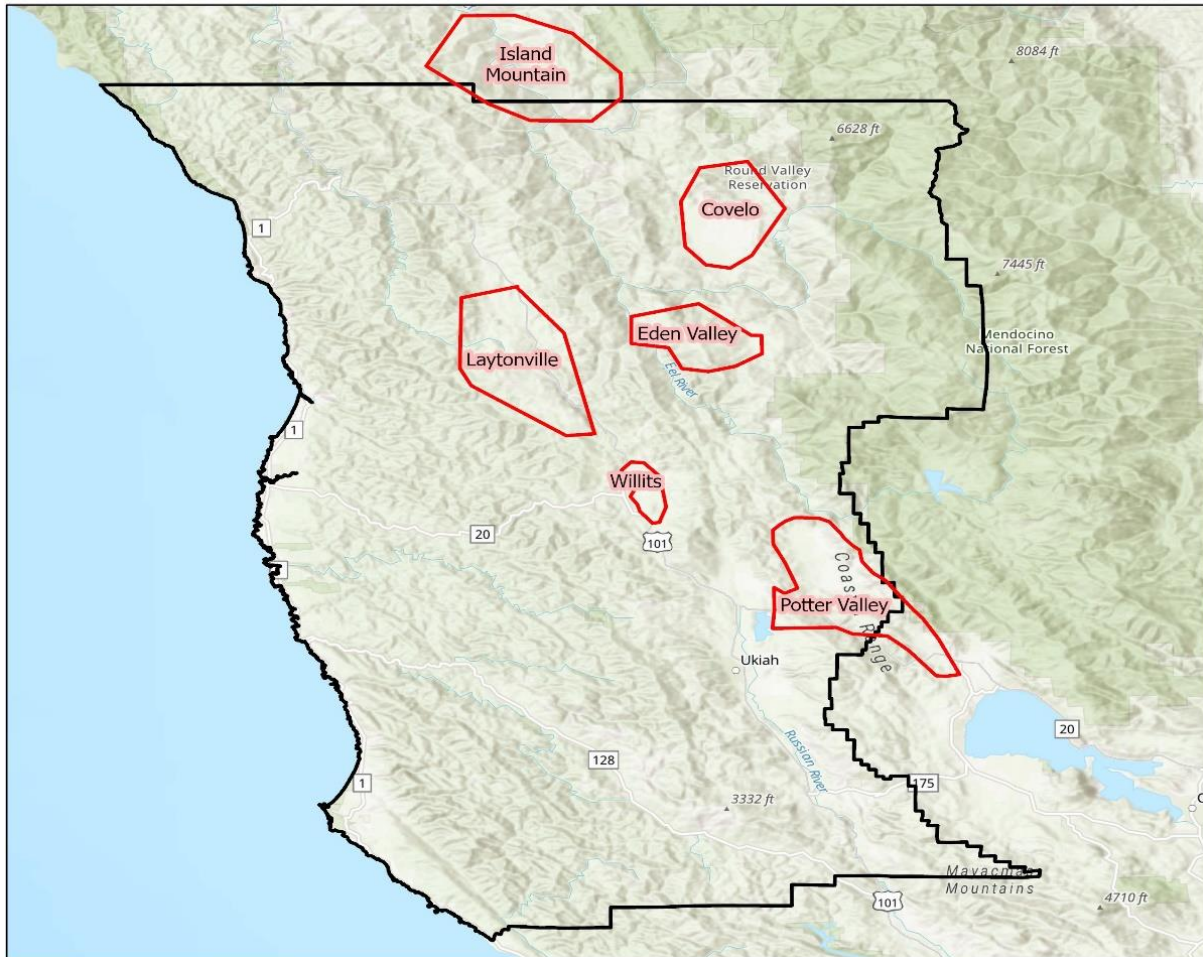 Island
Mountain
8084 ft
6628 ft
Round Valley
Reservation
Covelo
1
7445 ft
Mendocino
National Forest
Eden Valley
Laytonville
Eel River
1
Willits
20
101
Coast Range
Potter Valley
Ukiah
20
128
Russian River
1
175
3332 ft
Mayacmas
Mountains
101
4710 ft